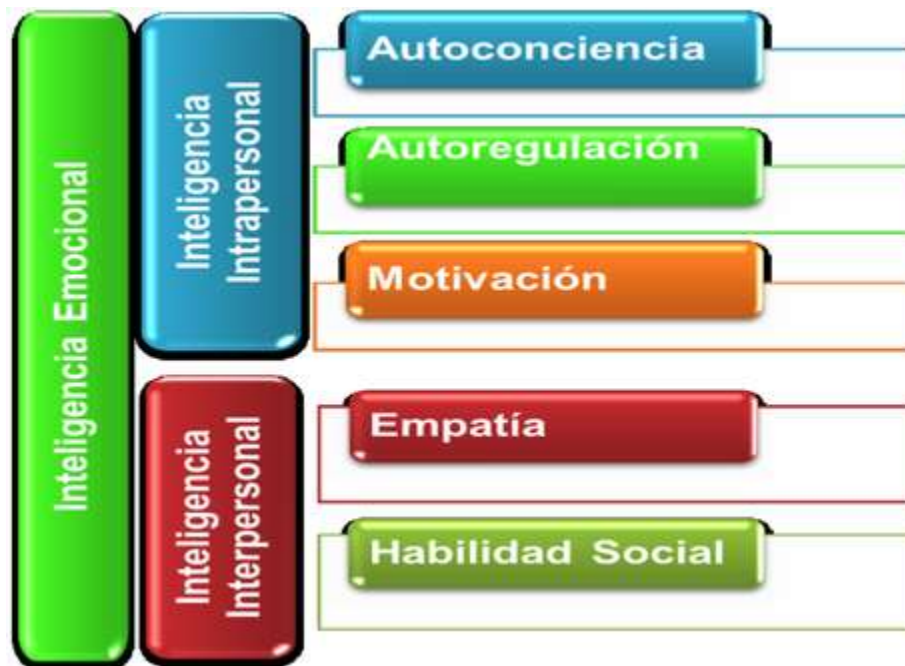 Inteligencia Emocional
Inteligencia
Intrapersonal
Autoconciencia
Autoregulación
Motivación
Inteligencia
Interpersonal
Empatía
Habilidad Social